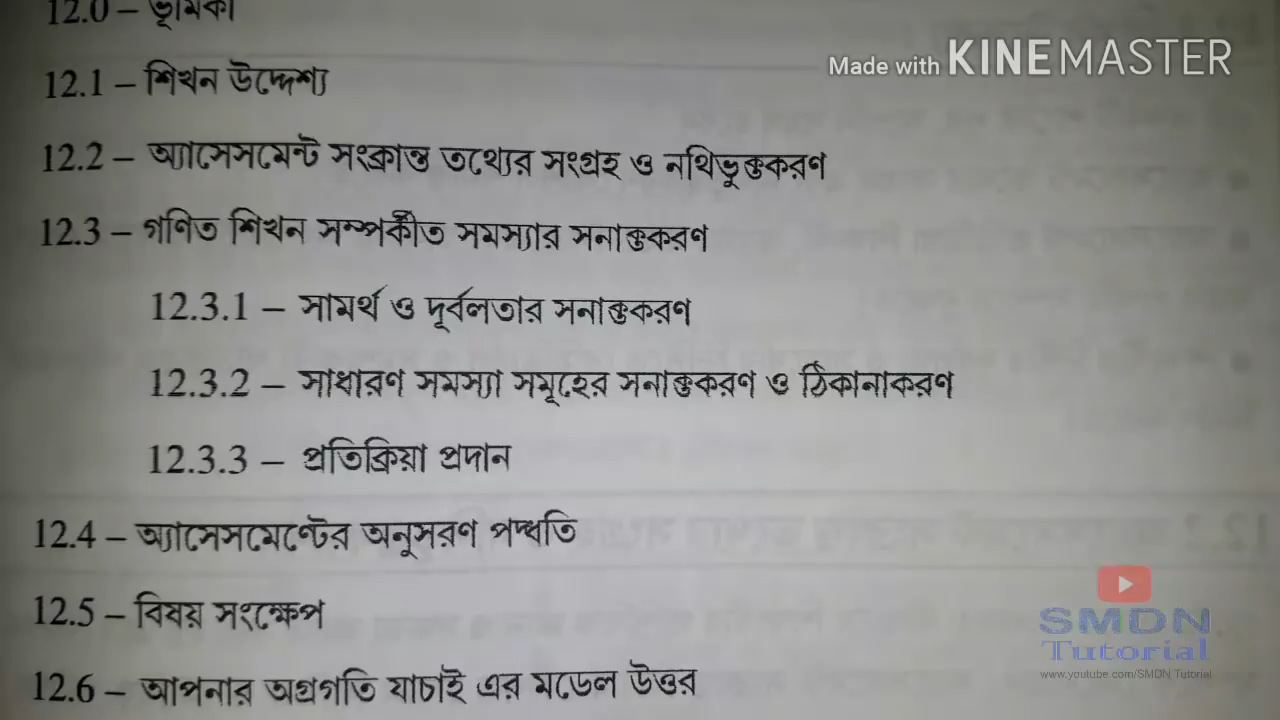 12.0 – ভূমিকা
Made with KINEMASTER
12.1 – শিখন উদ্দেশ্য
12.2 – অ্যাসেসমেন্ট সংক্রান্ত তথ্যের সংগ্রহ ও নথিভুক্তকরণ
12.3 – গণিত শিখন সম্পর্কীত সমস্যার সনাক্তকরণ
12.3.1 – সামর্থ ও দূর্বলতার সনাক্তকরণ
12.3.2 – সাধারণ সমস্যা সমূহের সনাক্তকরণ ও ঠিকানাকরণ
12.3.3 – প্রতিক্রিয়া প্রদান
12.4 – অ্যাসেসমেণ্টের অনুসরণ পদ্ধতি
12.5 – বিষয় সংক্ষেপ
12.6 – আপনার অগ্রগতি যাচাই এর মডেল উত্তর
SMDN
Tutorial
www.youtube.com/SMDN Tutorial